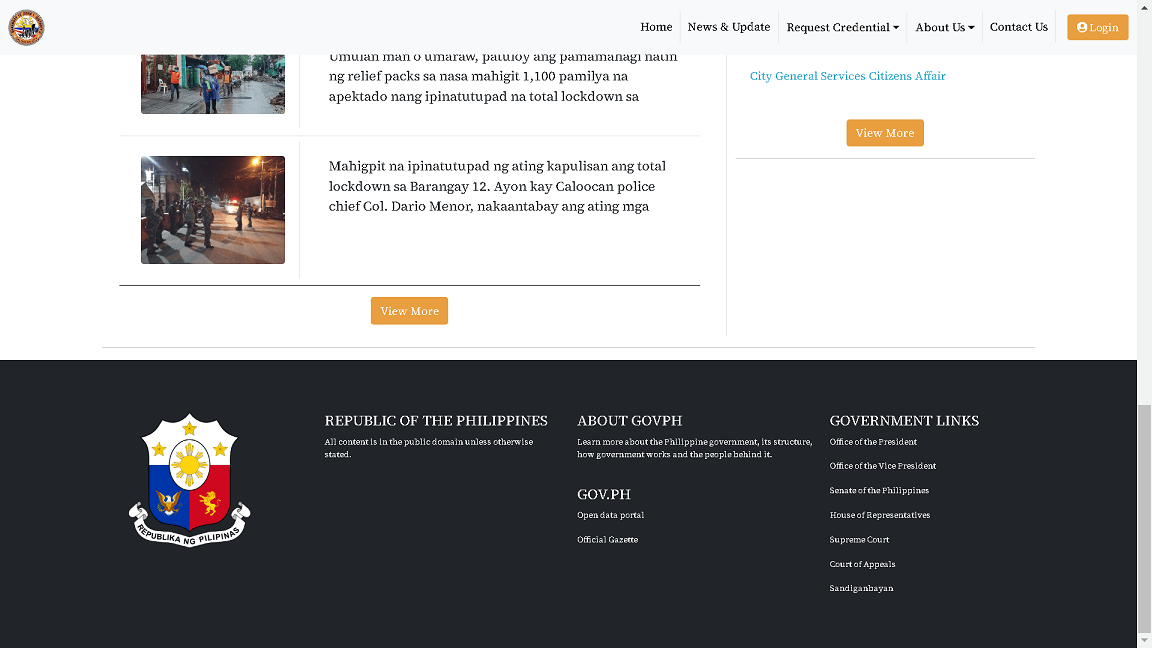 Home
News & Update
Request Credential
About Us
Contact Us
Login
Umulan man o umaraw, patuloy ang pamamahagi natin
ng relief packs sa nasa mahigit 1,100 pamilya na
apektado nang ipinatutupad na total lockdown sa
Mahigpit na ipinatutupad ng ating kapulisan ang total
lockdown sa Barangay 12. Ayon kay Caloocan police
chief Col. Dario Menor, nakaantabay ang ating mga
View More
City General Services Citizens Affair
View More
REPUBLIKA NG PILIPINAS
REPUBLIC OF THE PHILIPPINES
All content is in the public domain unless otherwise
stated.
ABOUT GOVPH
Learn more about the Philippine government, its structure,
how government works and the people behind it.
GOV.PH
Open data portal
Official Gazette
GOVERNMENT LINKS
Office of the President
Office of the Vice President
Senate of the Philippines
House of Representatives
Supreme Court
Court of Appeals
Sandiganbayan